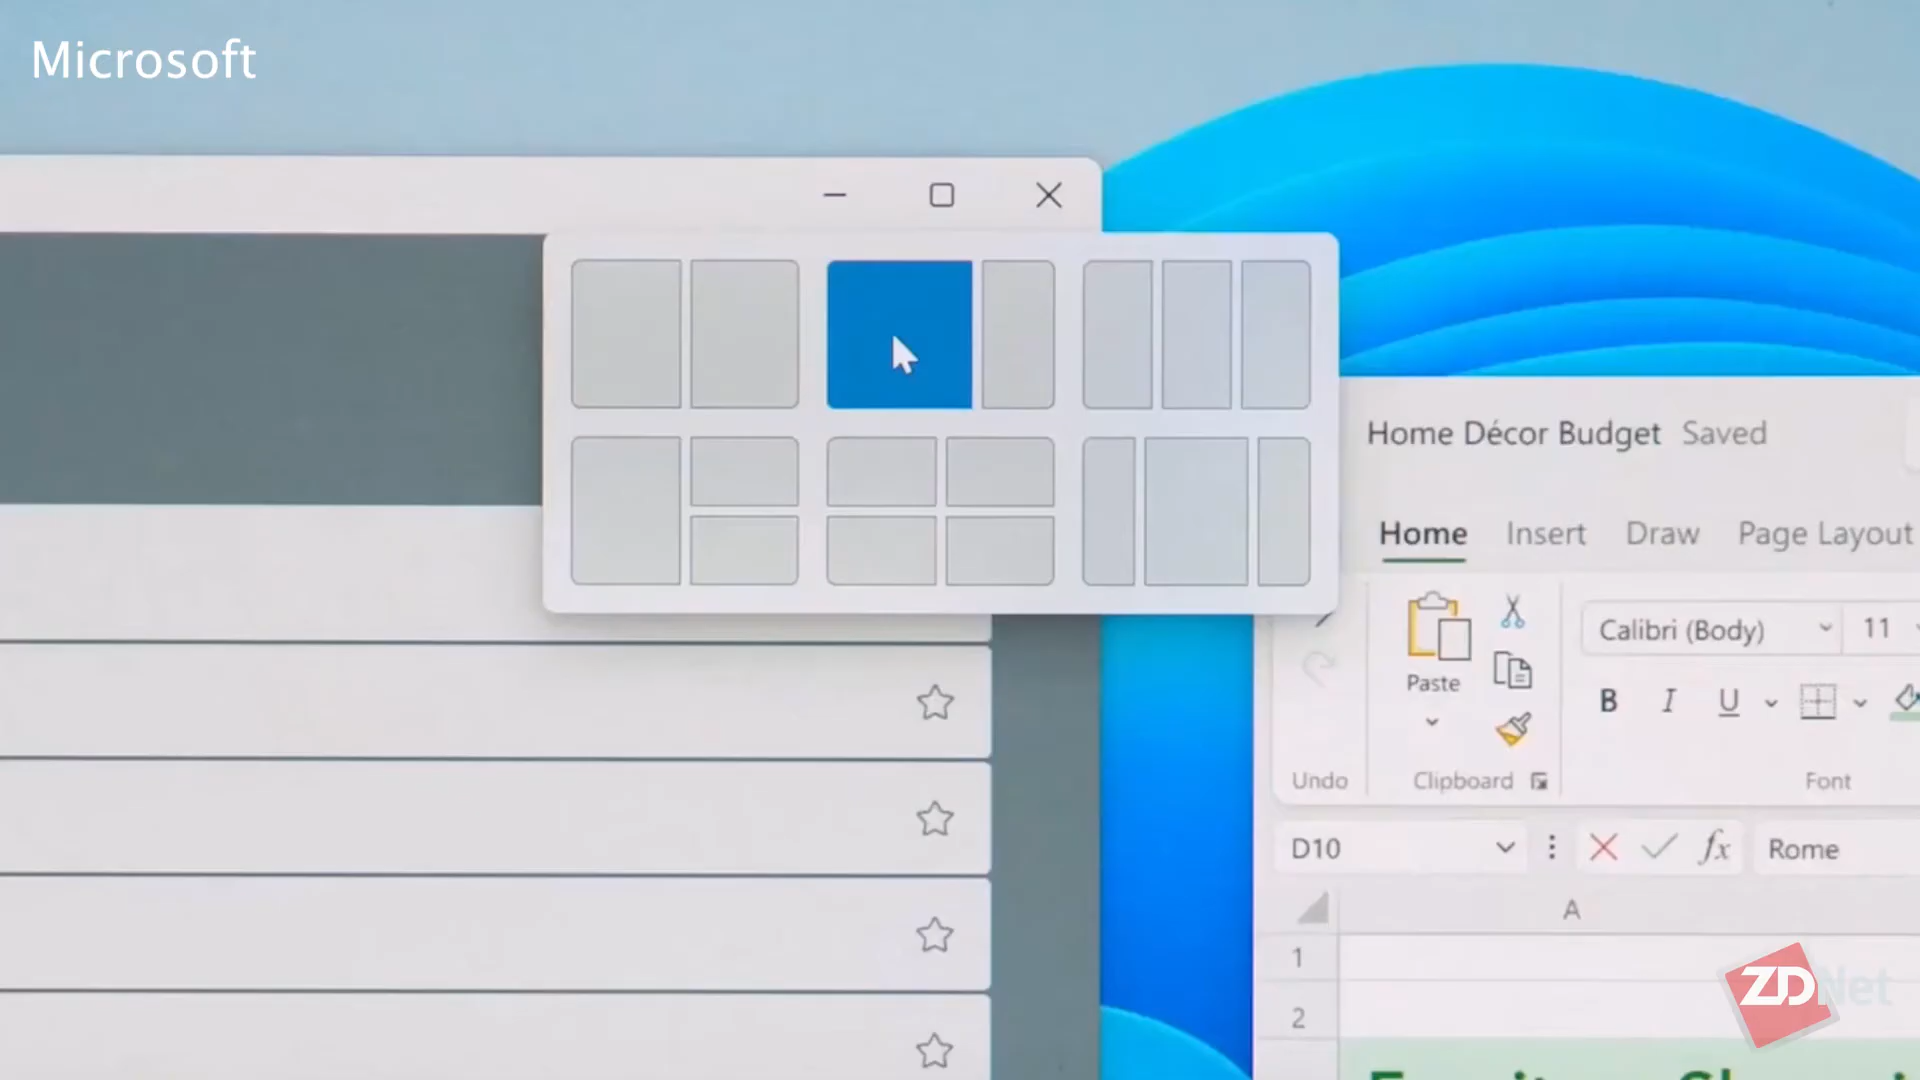 Microsoft
Home Décor Budget Saved
Home Insert Draw Page Layout
Paste
Calibri (Body) 11
B I U
Undo Clipboard Font
D10 fx Rome
A
1
2
ZDNet